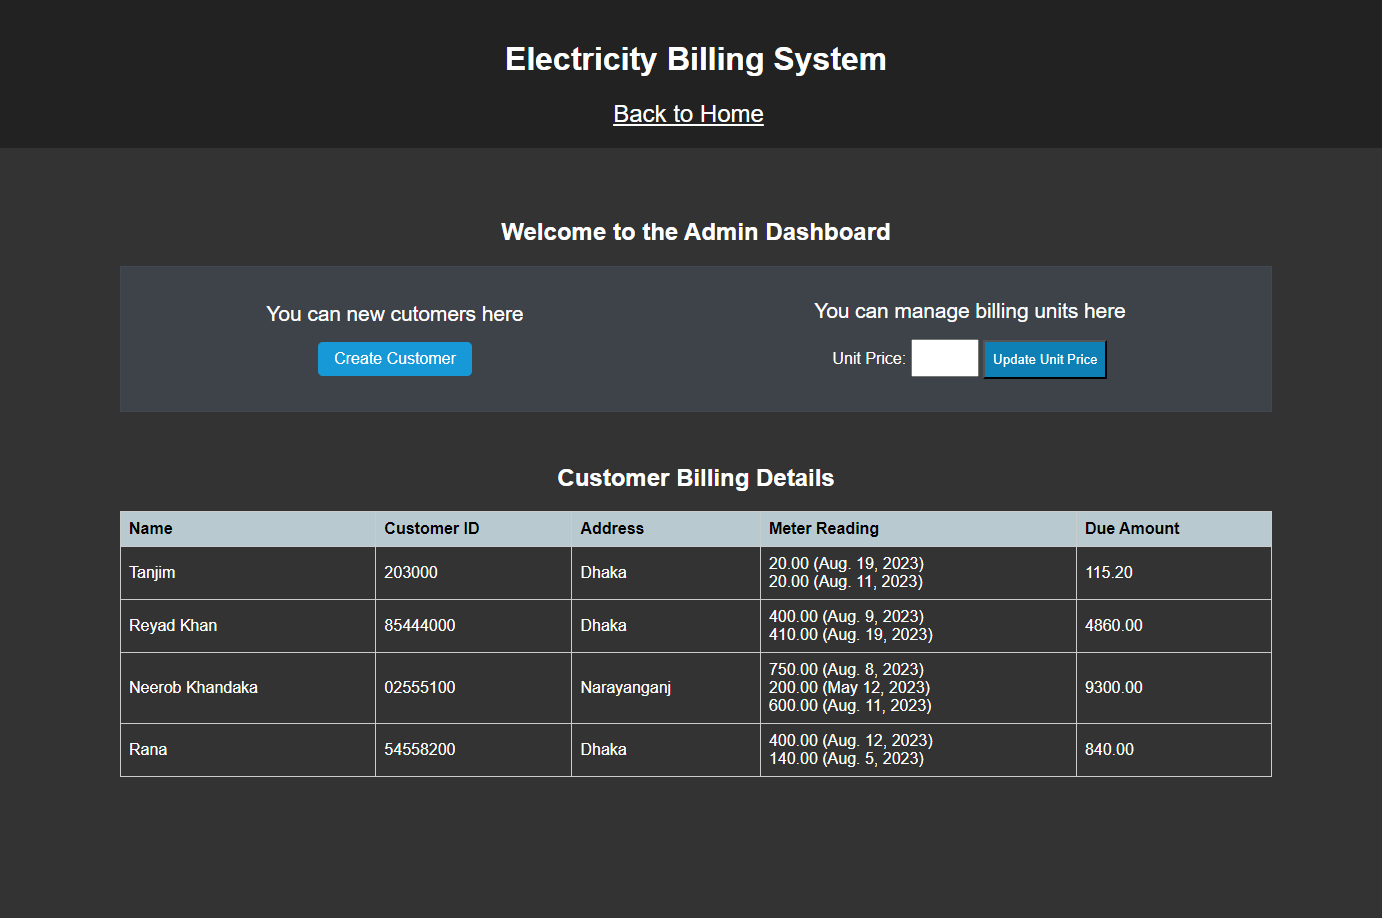 Electricity Billing System
Back to Home
Welcome to the Admin Dashboard
You can new cutomers here
Create Customer
You can manage billing units here
Unit Price:
Update Unit Price
Customer Billing Details
Name Customer ID Address Meter Reading Due Amount
Tanjim 203000 Dhaka 20.00 (Aug. 19, 2023)
20.00 (Aug. 11, 2023) 115.20
Reyad Khan 85444000 Dhaka 400.00 (Aug. 9, 2023)
410.00 (Aug. 19, 2023) 4860.00
Neerob Khandaka 02555100 Narayanganj 750.00 (Aug. 8, 2023)
200.00 (May 12, 2023)
600.00 (Aug. 11, 2023) 9300.00
Rana 54558200 Dhaka 400.00 (Aug. 12, 2023)
140.00 (Aug. 5, 2023) 840.00